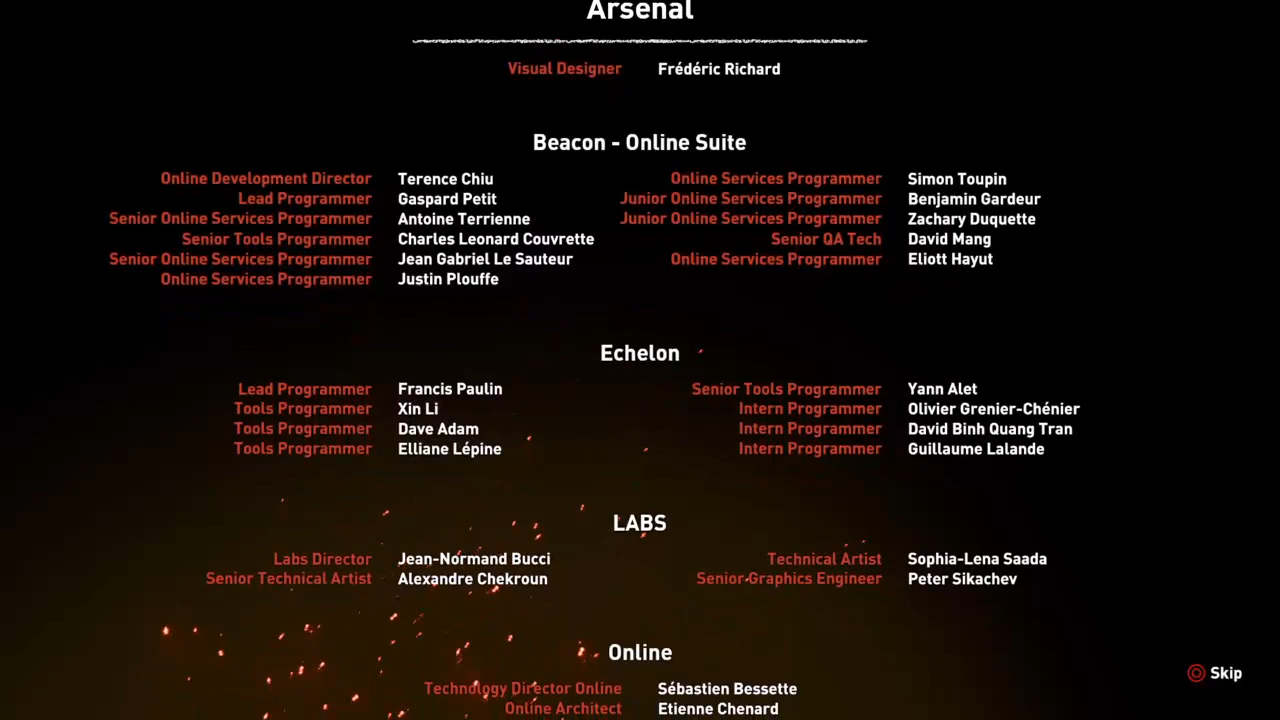 Arsenal
Visual Designer Frédéric Richard
Beacon - Online Suite
Online Development Director Terence Chiu Online Services Programmer Simon Toupin
Lead Programmer Gaspard Petit Junior Online Services Programmer Benjamin Gardeur
Senior Online Services Programmer Antoine Terrienne Junior Online Services Programmer Zachary Duquette
Senior Tools Programmer Charles Leonard Couvrette Senior QA Tech David Mang
Senior Online Services Programmer Jean Gabriel Le Sauteur Online Services Programmer Eliott Hayut
Online Services Programmer Justin Plouffe
Echelon
Lead Programmer Francis Paulin Senior Tools Programmer Yann Alet
Tools Programmer Xin Li Intern Programmer Olivier Grenier-Chénier
Tools Programmer Dave Adam Intern Programmer David Binh Quang Tran
Tools Programmer Elliane Lépine Intern Programmer Guillaume Lalande
LABS
Labs Director Jean-Normand Bucci Technical Artist Sophia-Lena Saada
Senior Technical Artist Alexandre Chekroun Senior Graphics Engineer Peter Sikachev
Online
Technology Director Online Sébastien Bessette
Online Architect Etienne Chenard
Skip